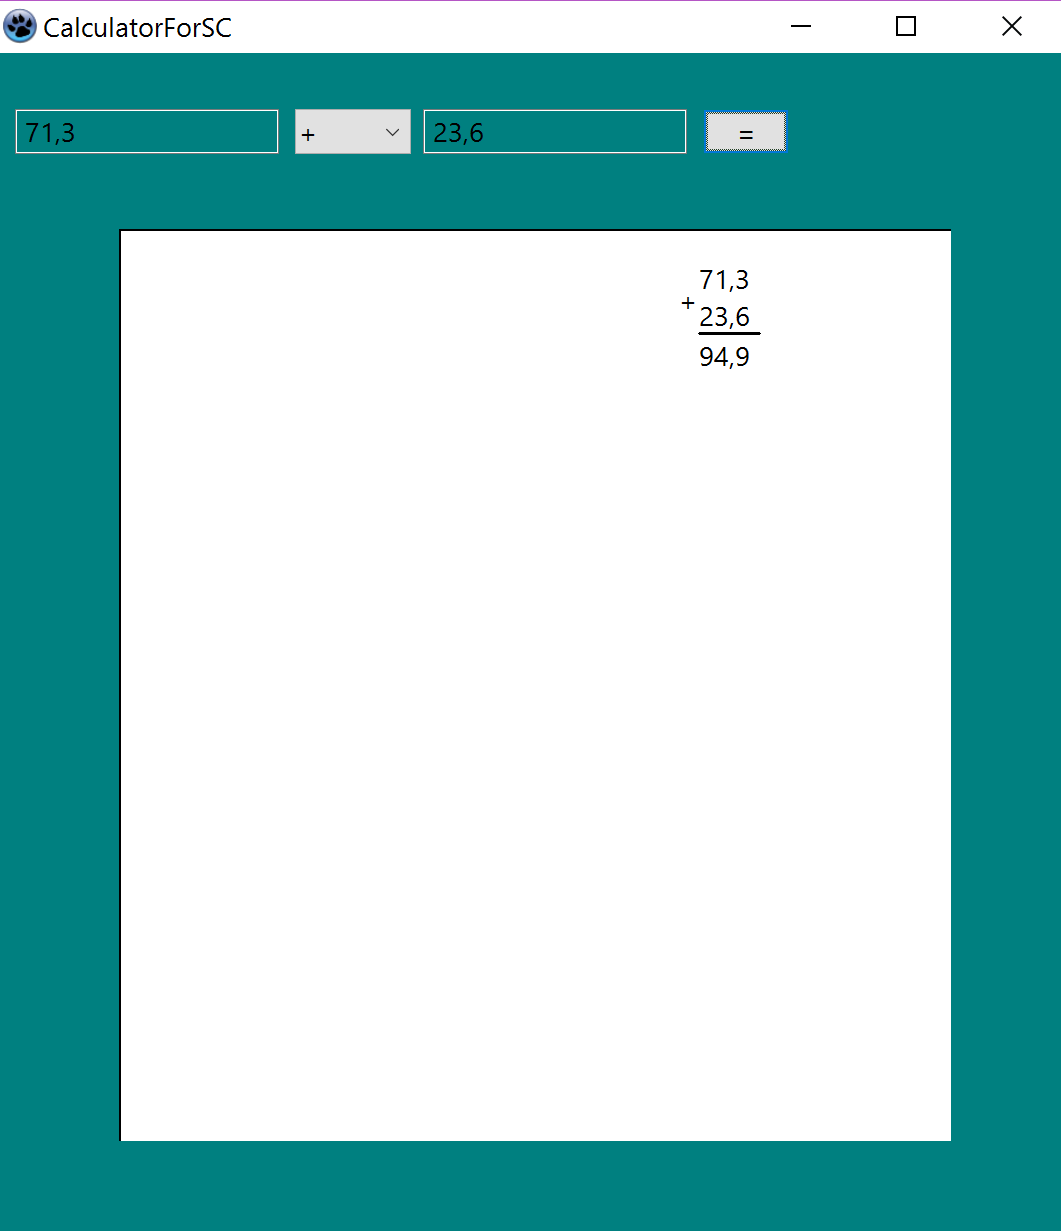 CalculatorForSC
71,3 + 23,6 =
71,3
+
23,6
94,9